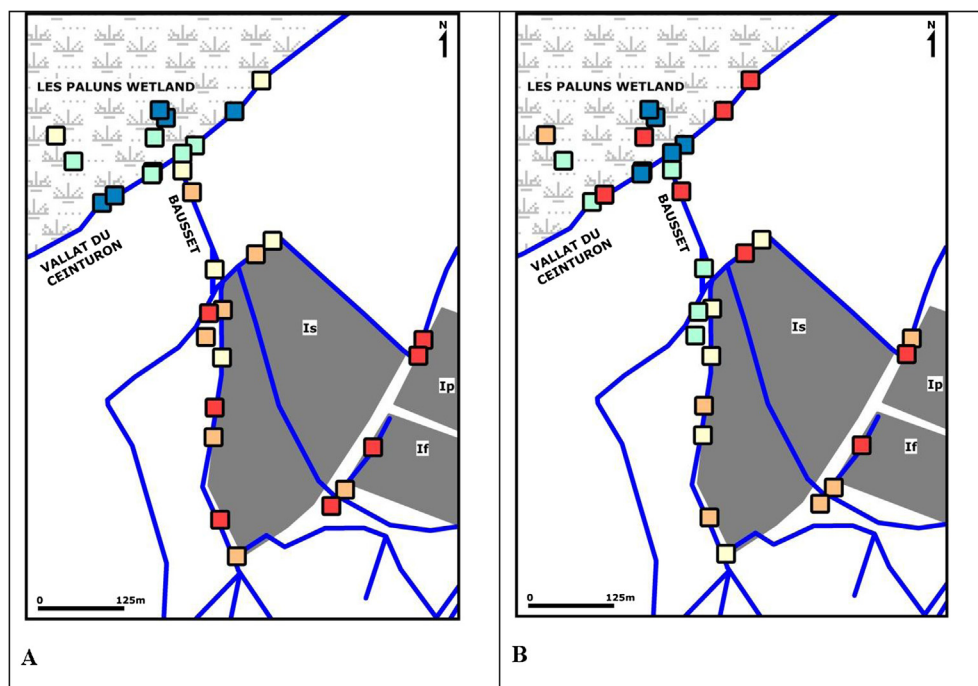 N
LES PALUNS WETLAND
BAUSSET
VALLAT DU
CEINTURON
Is
Ip
If
0 125m
A
N
LES PALUNS WETLAND
BAUSSET
VALLAT DU
CEINTURON
Is
Ip
If
0 125m
B